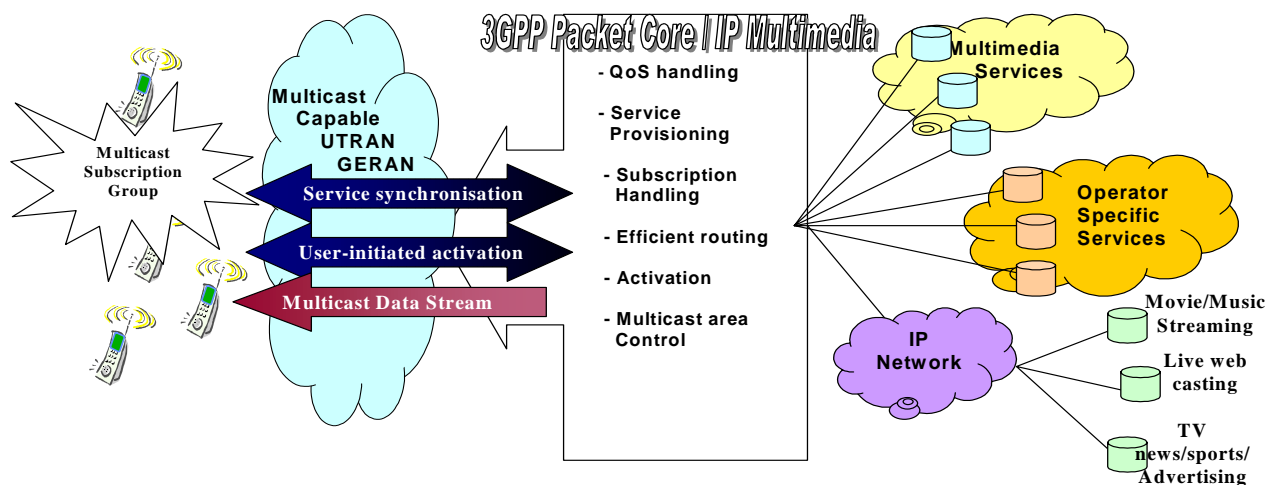 3GPP Packet Core / IP Multimedia
Multicast
Subscription
Group
Multicast
Capable
UTRAN
GERAN
Service synchronisation
User-initiated activation
Multicast Data Stream
- QoS handling
- Service
Provisioning
- Subscription
Handling
- Efficient routing
- Activation
- Multicast area
Control
Multimedia
Services
Operator
Specific
Services
IP
Network
Movie/Music
Streaming
Live web
casting
TV
news/sports/
Advertising